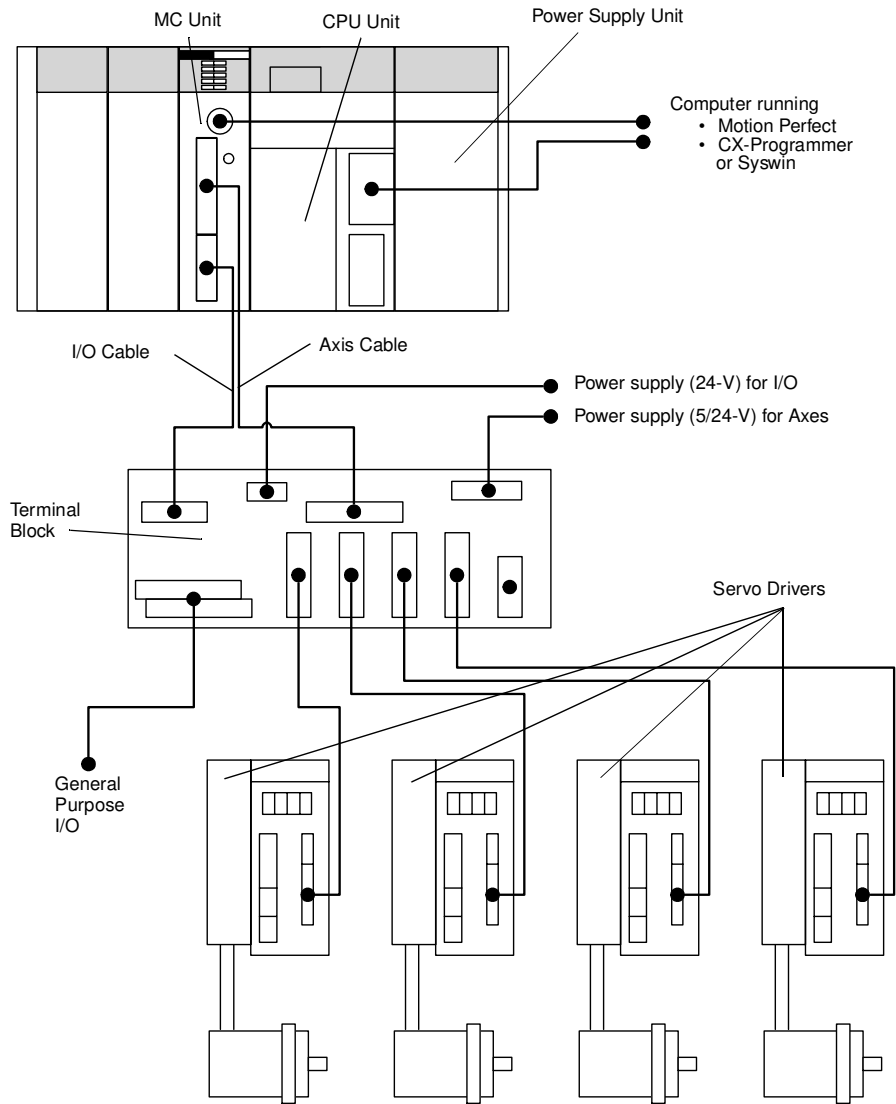 MC Unit
CPU Unit
Power Supply Unit
Computer running
• Motion Perfect
• CX-Programmer
or Syswin
I/O Cable
Axis Cable
Power supply (24-V) for I/O
Power supply (5/24-V) for Axes
Terminal
Block
Servo Drivers
General
Purpose
I/O